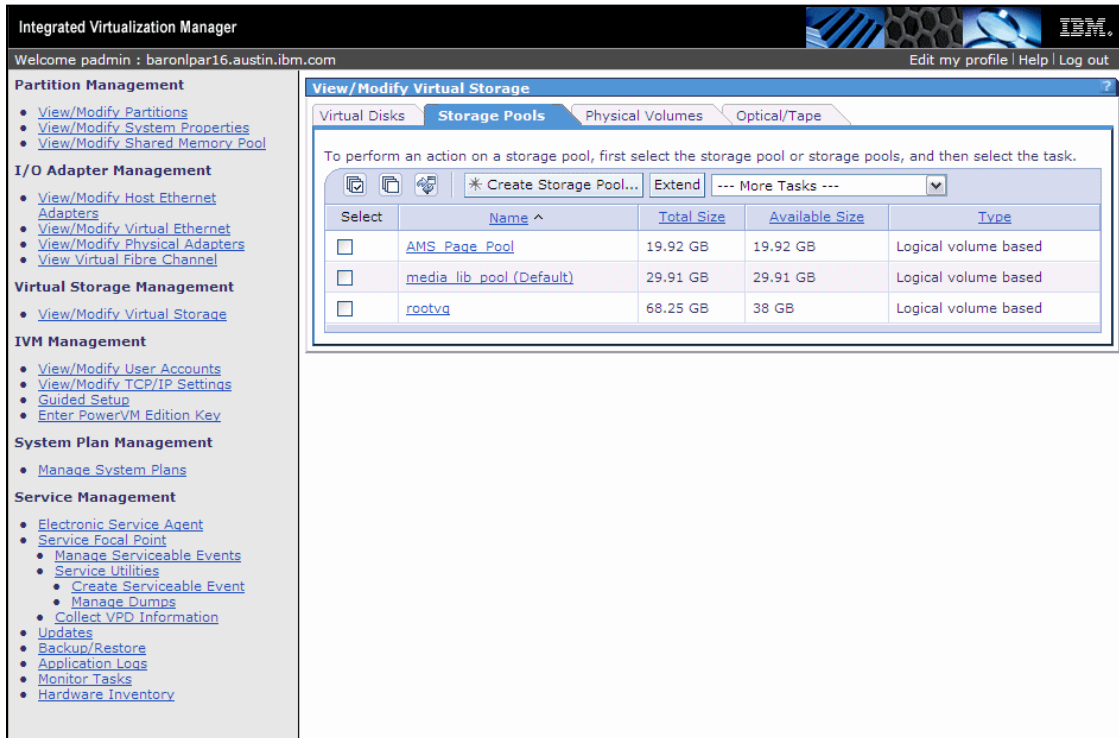 Integrated Virtualization Manager
IBM.
Welcome padmin : baronlpar16.austin.ibm.com
Edit my profile | Help | Log out
Partition Management
View/Modify Partitions
View/Modify System Properties
View/Modify Shared Memory Pool
I/O Adapter Management
View/Modify Host Ethernet
Adapters
View/Modify Virtual Ethernet
View/Modify Physical Adapters
View Virtual Fibre Channel
Virtual Storage Management
View/Modify Virtual Storage
IVM Management
View/Modify User Accounts
View/Modify TCP/IP Settings
Guided Setup
Enter PowerVM Edition Key
System Plan Management
Manage System Plans
Service Management
Electronic Service Agent
Service Focal Point
Manage Serviceable Events
Service Utilities
Create Serviceable Event
Manage Dumps
Collect VPD Information
Updates
Backup/Restore
Application Logs
Monitor Tasks
Hardware Inventory
View/Modify Virtual Storage ?
Virtual Disks Storage Pools Physical Volumes Optical/Tape
To perform an action on a storage pool, first select the storage pool or storage pools, and then select the task.
Create Storage Pool... Extend --- More Tasks ---
Select Name ^ Total Size Available Size Type
AMS_Page_Pool 19.92 GB 19.92 GB Logical volume based
media_lib_pool (Default) 29.91 GB 29.91 GB Logical volume based
rootvg 68.25 GB 38 GB Logical volume based